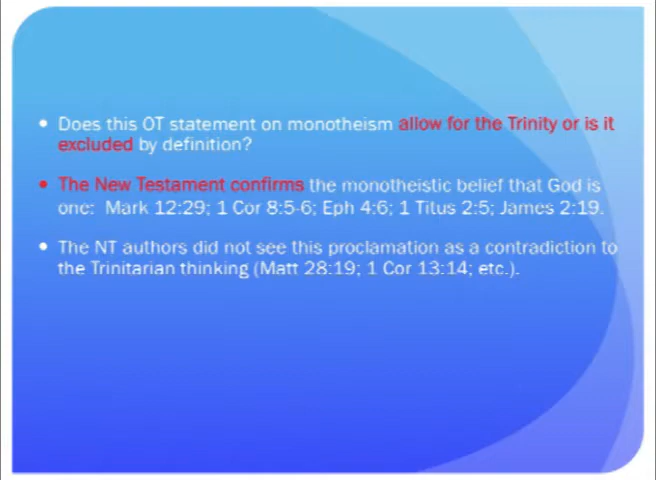 • Does this OT statement on monotheism allow for the Trinity or is it
excluded by definition?
• The New Testament confirms the monotheistic belief that God is
one: Mark 12:29; 1 Cor 8:5-6; Eph 4:6; 1 Titus 2:5; James 2:19.
• The NT authors did not see this proclamation as a contradiction to
the Trinitarian thinking (Matt 28:19; 1 Cor 13:14; etc.).